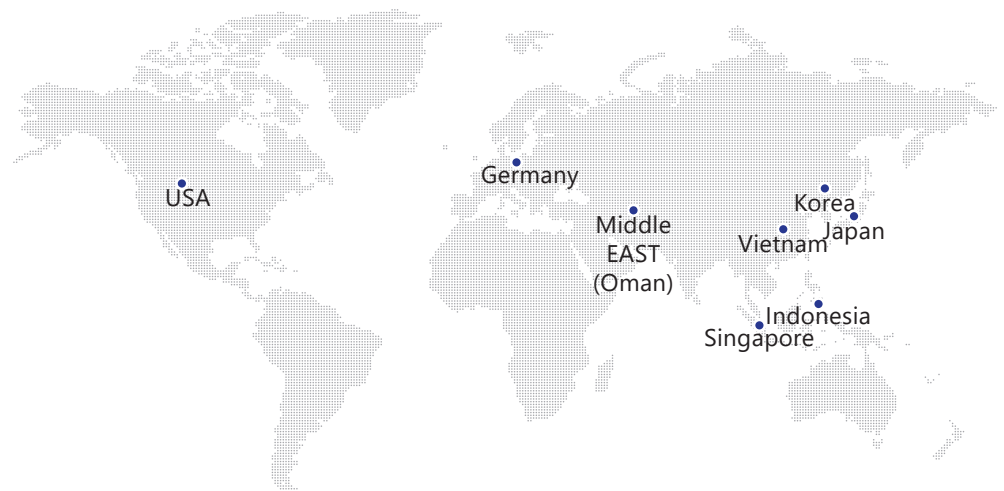 Germany
USA
Korea
Middle
EAST
(Oman)
Japan
Vietnam
Indonesia
Singapore